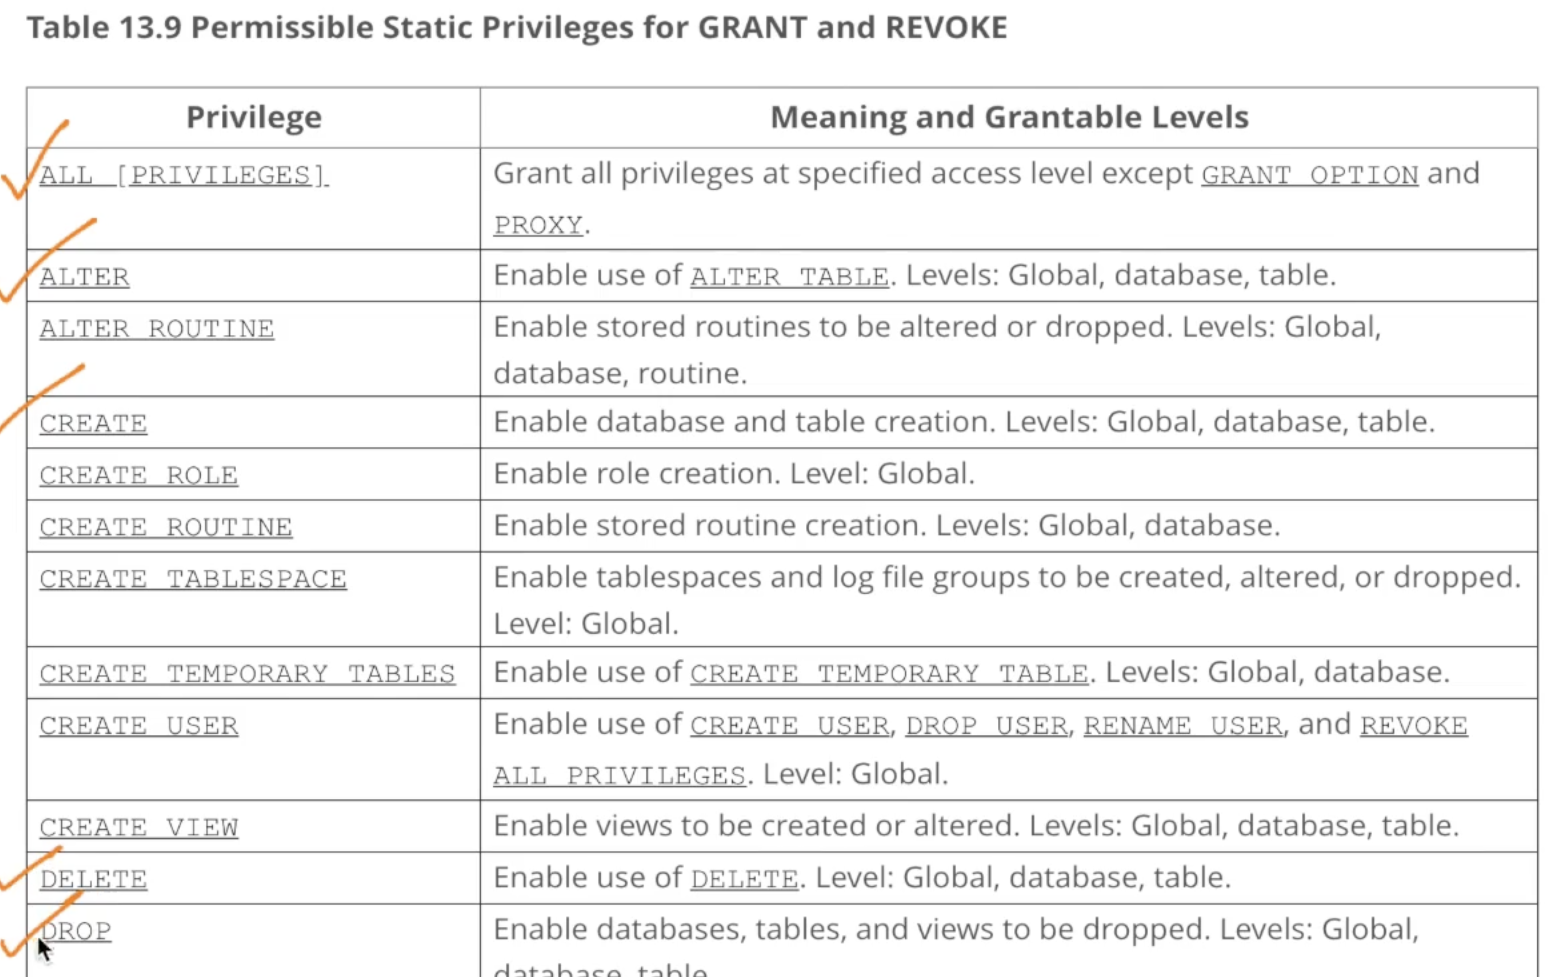 Table 13.9 Permissible Static Privileges for GRANT and REVOKE
Privilege Meaning and Grantable Levels
ALL [PRIVILEGES] Grant all privileges at specified access level except GRANT OPTION and
PROXY.
ALTER Enable use of ALTER TABLE. Levels: Global, database, table.
ALTER ROUTINE Enable stored routines to be altered or dropped. Levels: Global,
database, routine.
CREATE Enable database and table creation. Levels: Global, database, table.
CREATE ROLE Enable role creation. Level: Global.
CREATE ROUTINE Enable stored routine creation. Levels: Global, database.
CREATE TABLESPACE Enable tablespaces and log file groups to be created, altered, or dropped.
Level: Global.
CREATE TEMPORARY TABLES Enable use of CREATE TEMPORARY TABLE. Levels: Global, database.
CREATE USER Enable use of CREATE USER, DROP USER, RENAME USER, and REVOKE
ALL PRIVILEGES. Level: Global.
CREATE VIEW Enable views to be created or altered. Levels: Global, database, table.
DELETE Enable use of DELETE. Level: Global, database, table.
DROP Enable databases, tables, and views to be dropped. Levels: Global,
database, table.